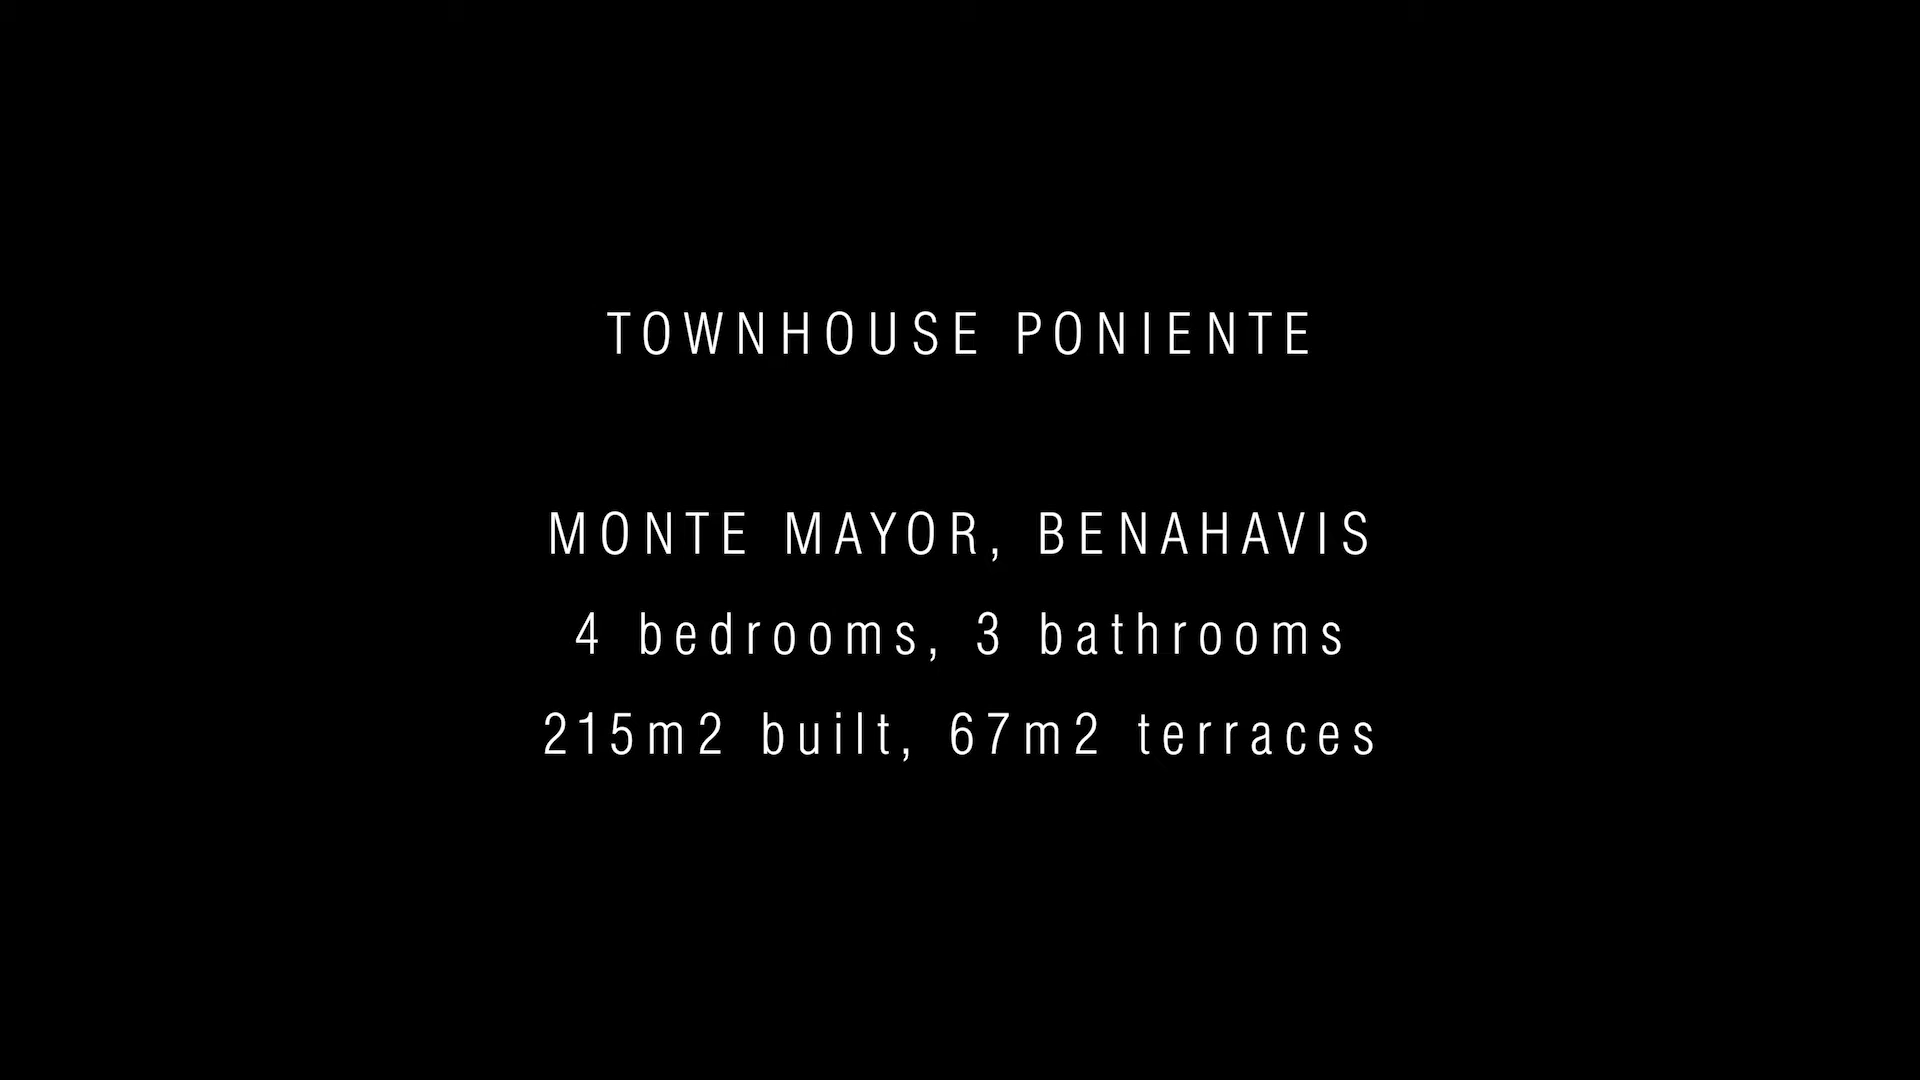 TOWNHOUSE PONIENTE
MONTE MAYOR, BENAHAVIS
4 bedrooms, 3 bathrooms
215m2 built, 67m2 terraces